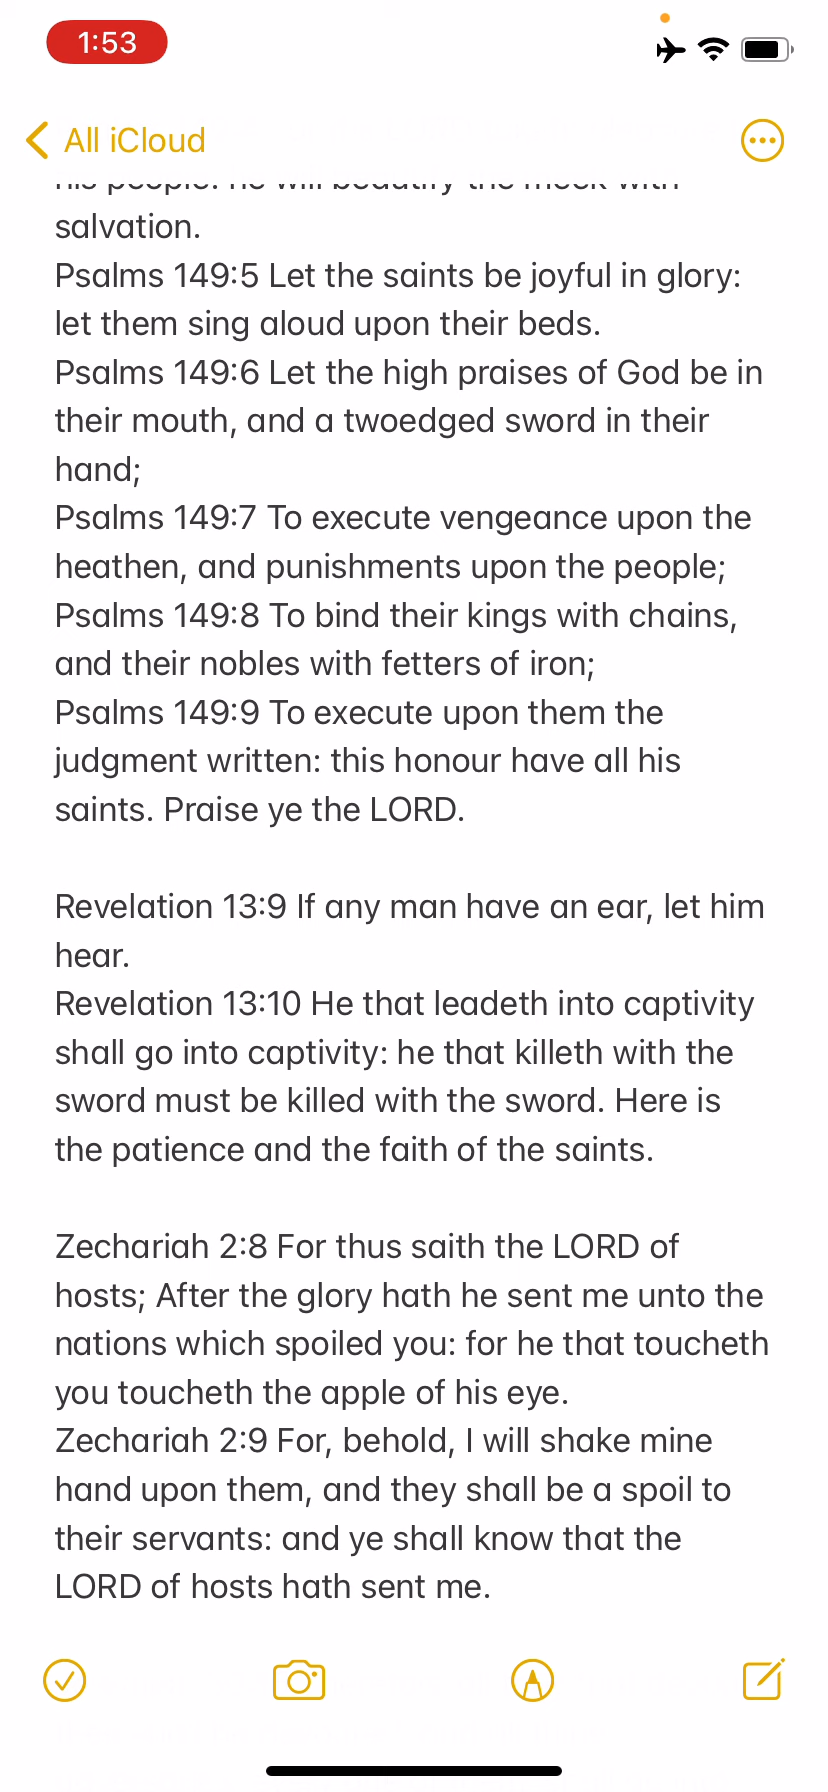 1:53
All iCloud
his people: he will beautify the meek with
salvation.
Psalms 149:5 Let the saints be joyful in glory:
let them sing aloud upon their beds.
Psalms 149:6 Let the high praises of God be in
their mouth, and a twoedged sword in their
hand;
Psalms 149:7 To execute vengeance upon the
heathen, and punishments upon the people;
Psalms 149:8 To bind their kings with chains,
and their nobles with fetters of iron;
Psalms 149:9 To execute upon them the
judgment written: this honour have all his
saints. Praise ye the LORD.
Revelation 13:9 If any man have an ear, let him
hear.
Revelation 13:10 He that leadeth into captivity
shall go into captivity: he that killeth with the
sword must be killed with the sword. Here is
the patience and the faith of the saints.
Zechariah 2:8 For thus saith the LORD of
hosts; After the glory hath he sent me unto the
nations which spoiled you: for he that toucheth
you toucheth the apple of his eye.
Zechariah 2:9 For, behold, I will shake mine
hand upon them, and they shall be a spoil to
their servants: and ye shall know that the
LORD of hosts hath sent me.